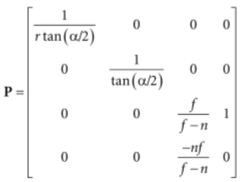 P = [ 1 / (r tan(α/2)) 0 0 0
0 1 / tan(α/2) 0 0
0 0 f / (f − n) 1
0 0 −nf / (f − n) 0 ]